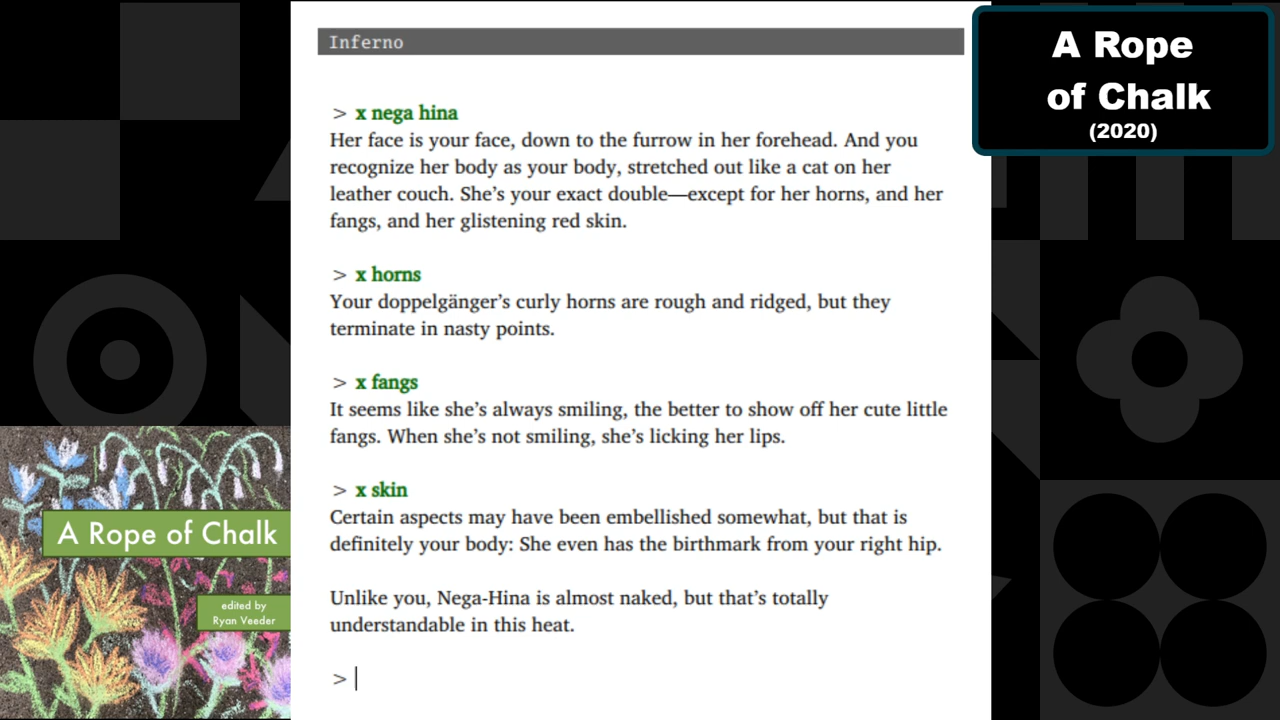 Inferno
> x nega hina
Her face is your face, down to the furrow in her forehead. And you
recognize her body as your body, stretched out like a cat on her
leather couch. She’s your exact double—except for her horns, and her
fangs, and her glistening red skin.
> x horns
Your doppelgänger’s curly horns are rough and ridged, but they
terminate in nasty points.
> x fangs
It seems like she’s always smiling, the better to show off her cute little
fangs. When she’s not smiling, she’s licking her lips.
> x skin
Certain aspects may have been embellished somewhat, but that is
definitely your body: She even has the birthmark from your right hip.
Unlike you, Nega-Hina is almost naked, but that’s totally
understandable in this heat.
>
A Rope
of Chalk
(2020)
A Rope of Chalk
edited by
Ryan Veeder